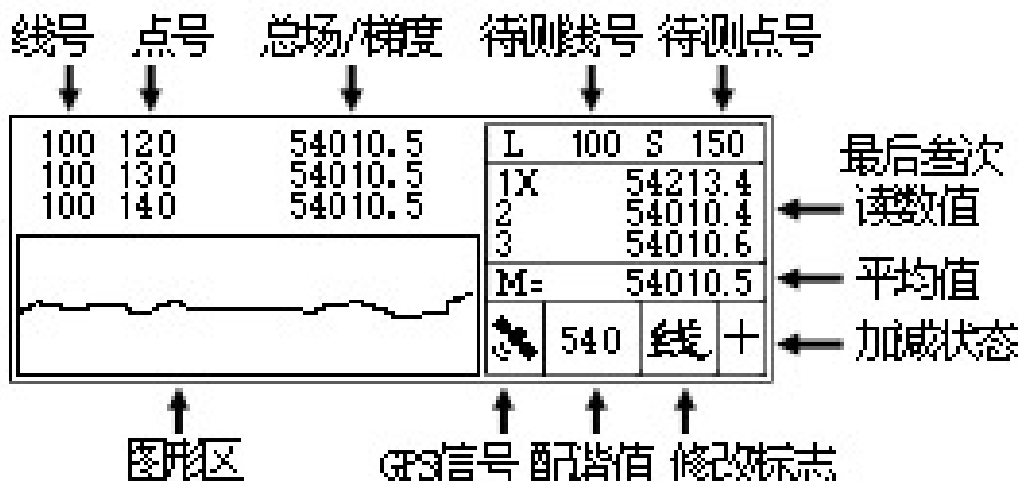 线号 点号 总场/梯度 待测线号 待测点号
100 120 54010.5
100 130 54010.5
100 140 54010.5
L 100 S 150
1X 54213.4
2 54010.4
3 54010.6
M= 54010.5
540 线 +
最后叁次
读数值
平均值
加减状态
图形区 GPS信号 配谐值 修改标志